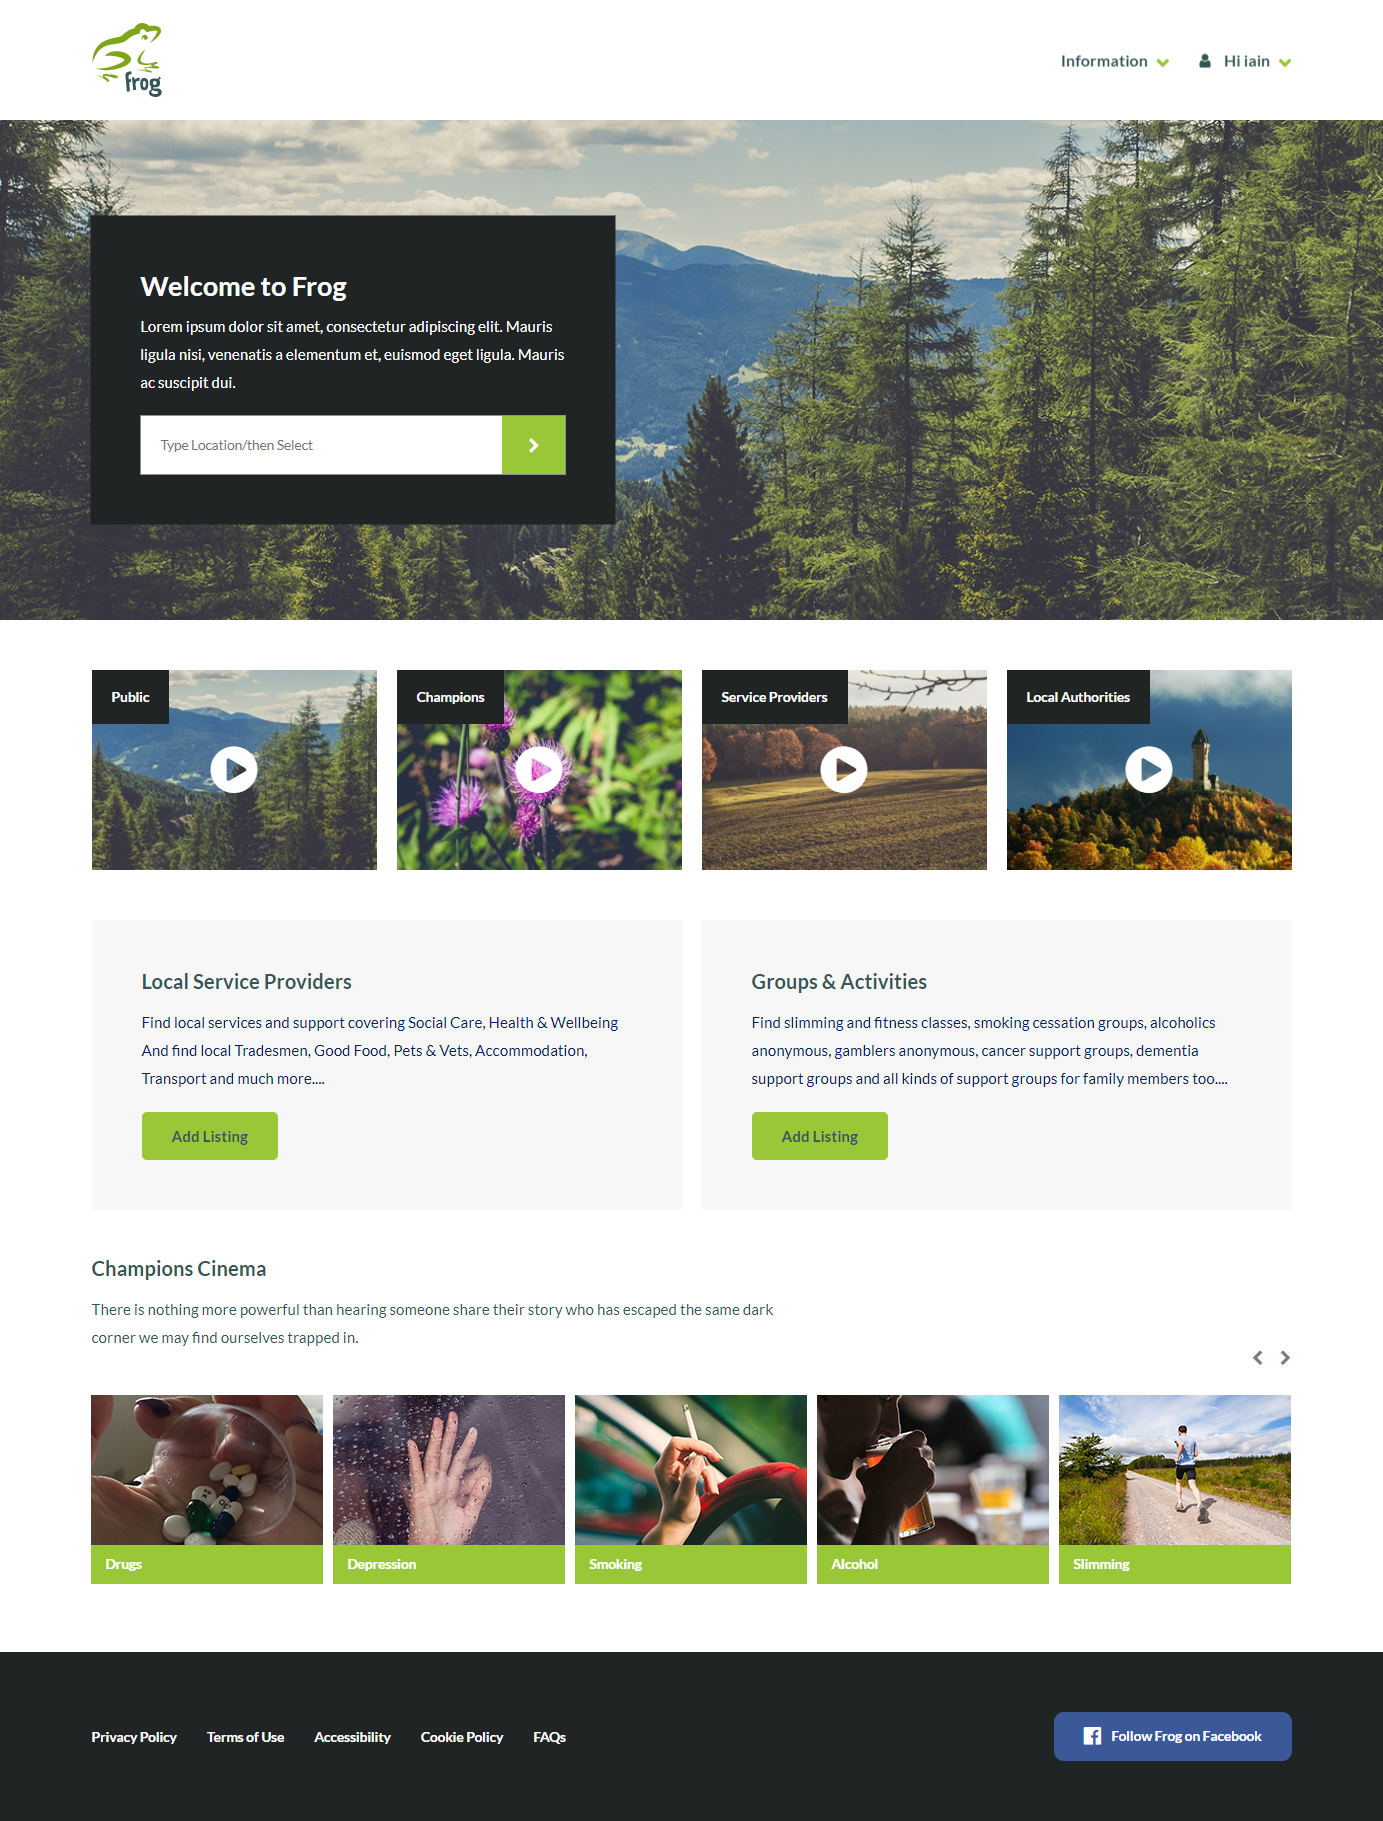 frog
Information
Hi iain
Welcome to Frog
Lorem ipsum dolor sit amet, consectetur adipiscing elit. Mauris
ligula nisi, venenatis a elementum et, euismod eget ligula. Mauris
ac suscipit dui.
Type Location/then Select
Public
Champions
Service Providers
Local Authorities
Local Service Providers
Find local services and support covering Social Care, Health & Wellbeing
And find local Tradesmen, Good Food, Pets & Vets, Accommodation,
Transport and much more....
Add Listing
Groups & Activities
Find slimming and fitness classes, smoking cessation groups, alcoholics
anonymous, gamblers anonymous, cancer support groups, dementia
support groups and all kinds of support groups for family members too....
Add Listing
Champions Cinema
There is nothing more powerful than hearing someone share their story who has escaped the same dark
corner we may find ourselves trapped in.
Drugs
Depression
Smoking
Alcohol
Slimming
Privacy Policy
Terms of Use
Accessibility
Cookie Policy
FAQs
Follow Frog on Facebook